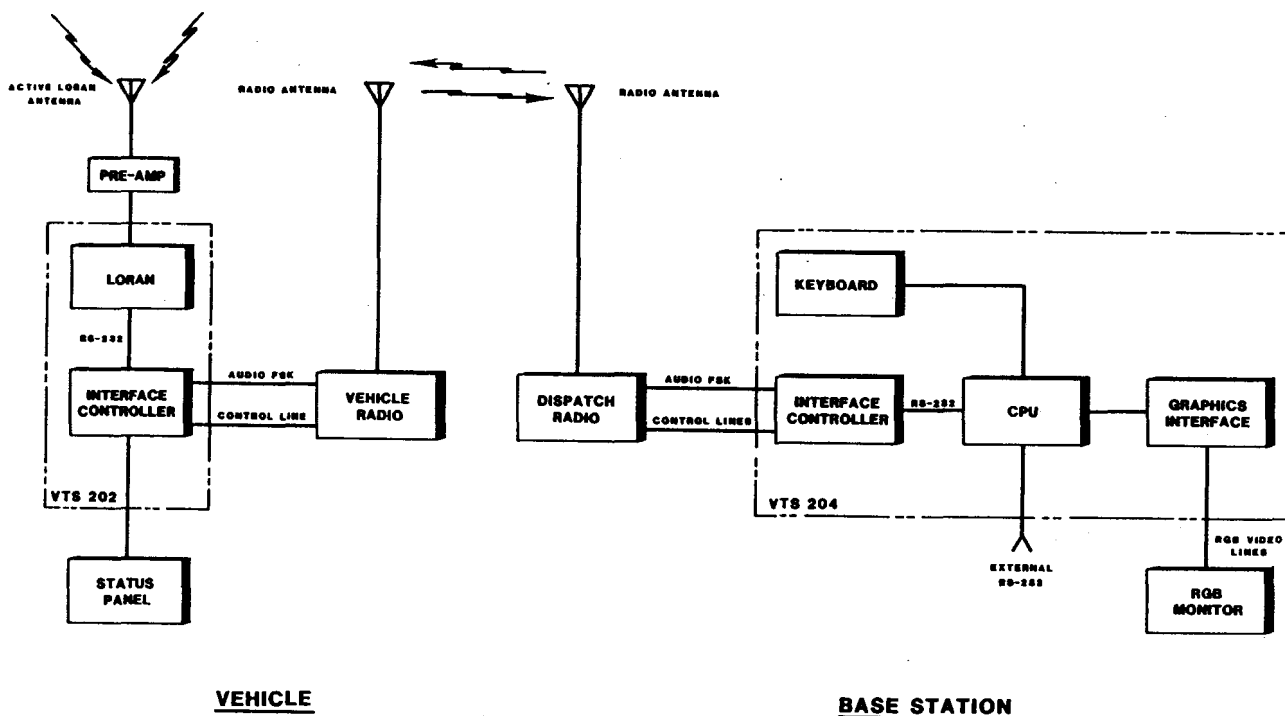 ACTIVE LORAN
ANTENNA
RADIO ANTENNA
RADIO ANTENNA
PRE-AMP
LORAN
RS-232
INTERFACE
CONTROLLER
AUDIO FSK
CONTROL LINE
VEHICLE
RADIO
VTS 202
STATUS
PANEL
DISPATCH
RADIO
AUDIO FSK
CONTROL LINES
KEYBOARD
INTERFACE
CONTROLLER
RS-232
CPU
GRAPHICS
INTERFACE
VTS 204
EXTERNAL
RS-232
RGB VIDEO
LINES
RGB
MONITOR
VEHICLE
BASE STATION